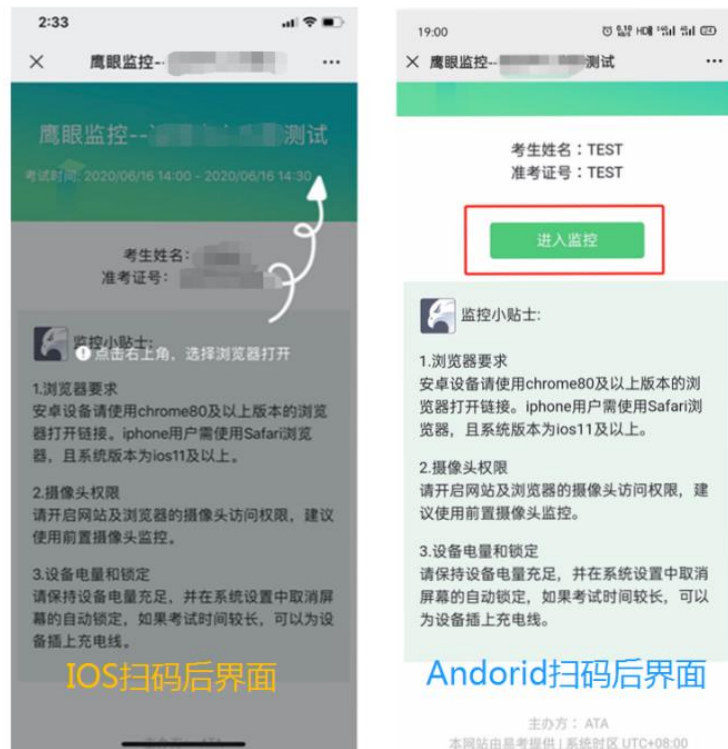 2:33
鹰眼监控--
鹰眼监控-- 测试
考试时间: 2020/06/16 14:00 - 2020/06/16 14:30
考生姓名:
准考证号:
监控小贴士:
点击右上角，选择浏览器打开
1.浏览器要求
安卓设备请使用chrome80及以上版本的浏览
器打开链接。iphone用户需使用Safari浏览
器，且系统版本为ios11及以上。
2.摄像头权限
请开启网站及浏览器的摄像头访问权限，建议
使用前置摄像头监控。
3.设备电量和锁定
请保持设备电量充足，并在系统设置中取消屏
幕的自动锁定，如果考试时间较长，可以为设
备插上充电线。
IOS扫码后界面
19:00
鹰眼监控-- 测试
考生姓名：TEST
准考证号：TEST
进入监控
监控小贴士:
1.浏览器要求
安卓设备请使用chrome80及以上版本的浏
览器打开链接。iphone用户需使用Safari浏
览器，且系统版本为ios11及以上。
2.摄像头权限
请开启网站及浏览器的摄像头访问权限，建
议使用前置摄像头监控。
3.设备电量和锁定
请保持设备电量充足，并在系统设置中取消
屏幕的自动锁定，如果考试时间较长，可以
为设备插上充电线。
Andorid扫码后界面
主办方：ATA
本网站由易考提供 | 系统时区 UTC+08:00